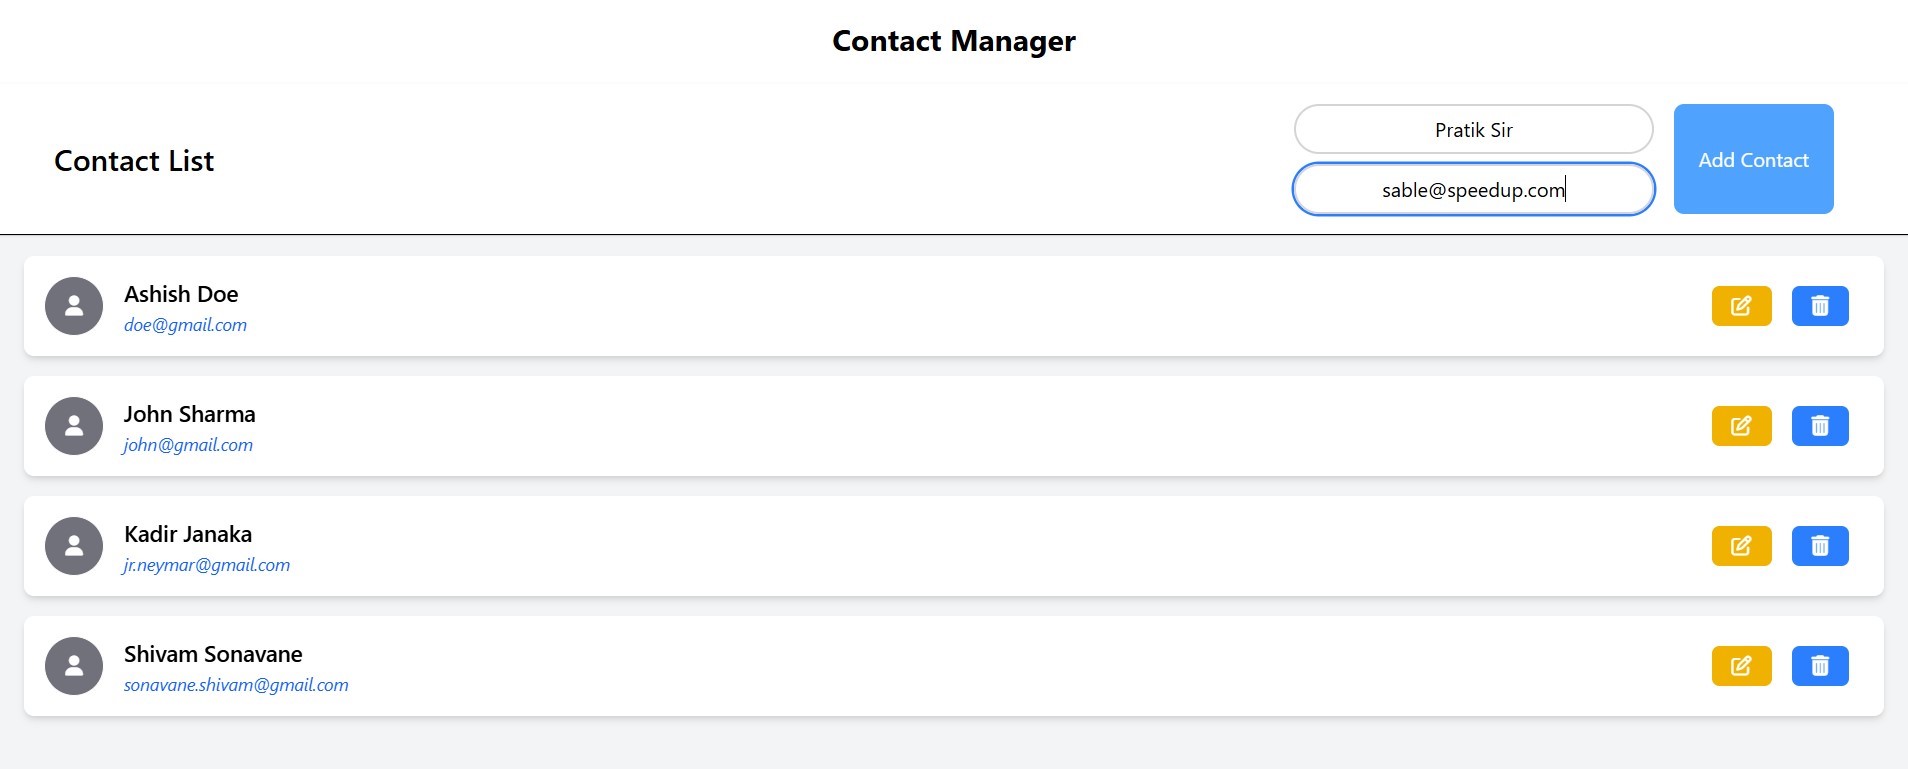 Contact Manager
Contact List
Pratik Sir
sable@speedup.com
Add Contact
Ashish Doe
doe@gmail.com
John Sharma
john@gmail.com
Kadir Janaka
jr.neymar@gmail.com
Shivam Sonavane
sonavane.shivam@gmail.com